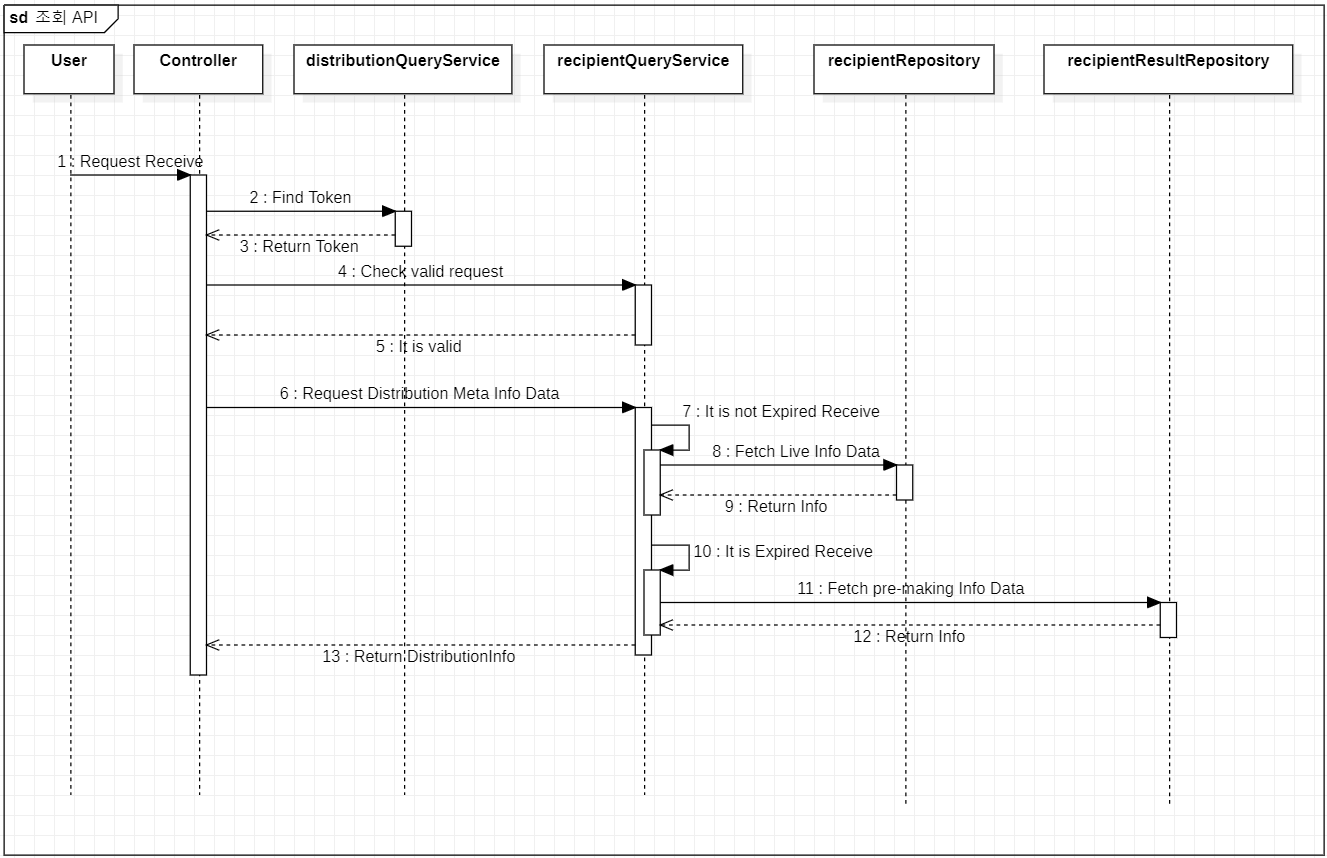 sd 조회 API
User
Controller
distributionQueryService
recipientQueryService
recipientRepository
recipientResultRepository
1 : Request Receive
2 : Find Token
3 : Return Token
4 : Check valid request
5 : It is valid
6 : Request Distribution Meta Info Data
7 : It is not Expired Receive
8 : Fetch Live Info Data
9 : Return Info
10 : It is Expired Receive
11 : Fetch pre-making Info Data
12 : Return Info
13 : Return DistributionInfo